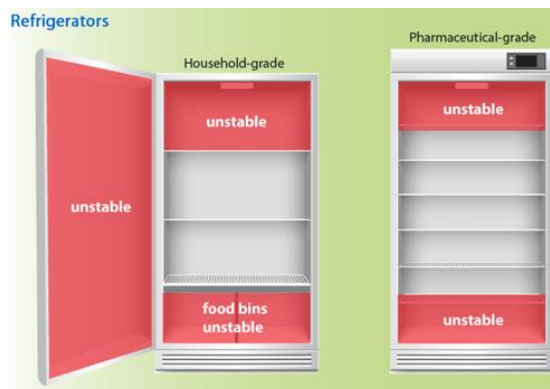 Refrigerators
Household-grade
Pharmaceutical-grade
unstable
unstable
food bins
unstable
unstable
unstable